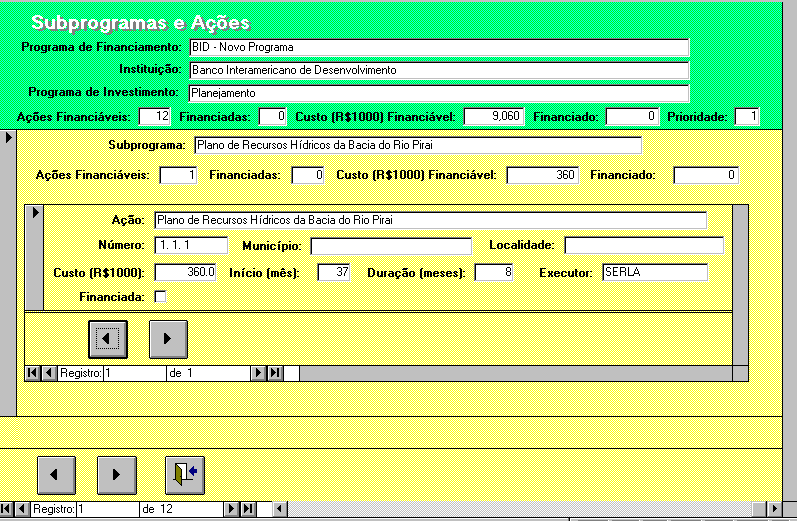 Subprogramas e Ações
Programa de Financiamento: BID - Novo Programa
Instituição: Banco Interamericano de Desenvolvimento
Programa de Investimento: Planejamento
Ações Financiáveis: 12 Financiadas: 0 Custo (R$1000) Financiável: 9,060 Financiado: 0 Prioridade: 1
Subprograma: Plano de Recursos Hídricos da Bacia do Rio Pirai
Ações Financiáveis: 1 Financiadas: 0 Custo (R$1000) Financiável: 360 Financiado: 0
Ação: Plano de Recursos Hídricos da Bacia do Rio Pirai
Número: 1. 1. 1 Município: Localidade:
Custo (R$1000): 360.0 Início (mês): 37 Duração (meses): 8 Executor: SERLA
Financiada:
Registro: 1 de 1
Registro: 1 de 12